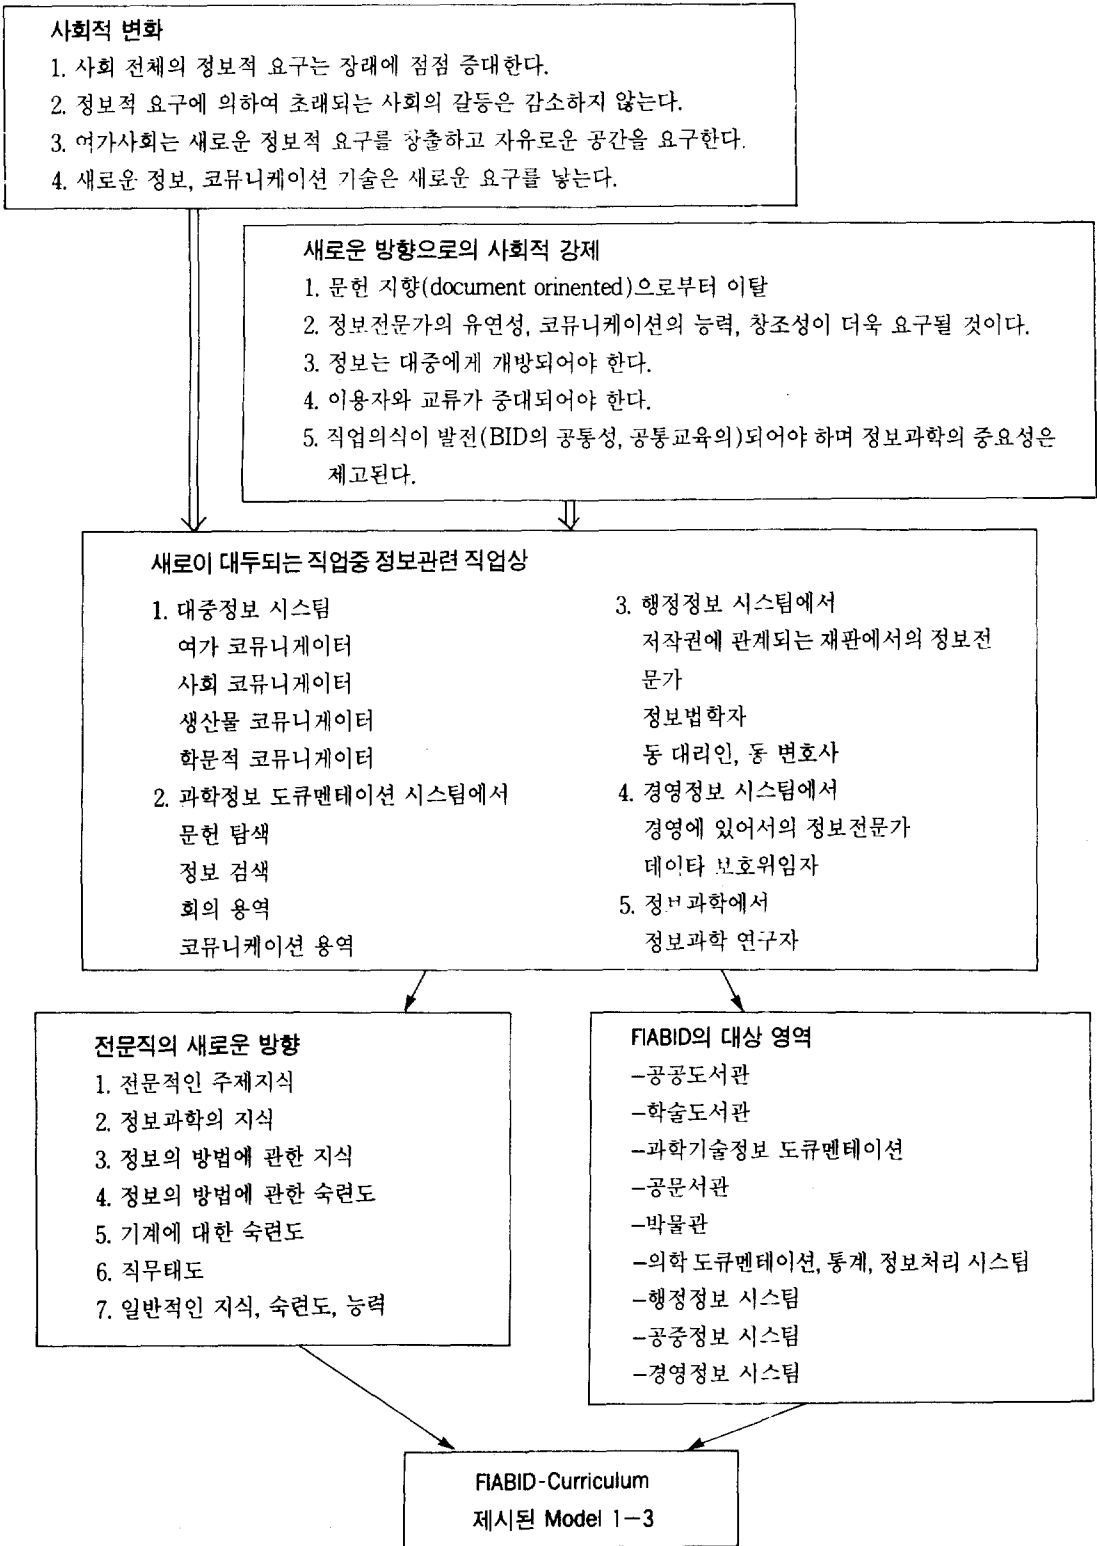 사회적 변화
1. 사회 전체의 정보적 요구는 장래에 점점 증대한다.
2. 정보적 요구에 의하여 초래되는 사회의 갈등은 감소하지 않는다.
3. 여가사회는 새로운 정보적 요구를 창출하고 자유로운 공간을 요구한다.
4. 새로운 정보, 코뮤니케이션 기술은 새로운 요구를 낳는다.
새로운 방향으로의 사회적 강제
1. 문헌 지향(document orinented)으로부터 이탈
2. 정보전문가의 유연성, 코뮤니케이션의 능력, 창조성이 더욱 요구될 것이다.
3. 정보는 대중에게 개방되어야 한다.
4. 이용자와 교류가 중대되어야 한다.
5. 직업의식이 발전(BID의 공통성, 공통교육의)되어야 하며 정보과학의 중요성은
제고된다.
새로이 대두되는 직업중 정보관련 직업상
1. 대중정보 시스팀
여가 코뮤니게이터
사회 코뮤니게이터
생산물 코뮤니게이터
학문적 코뮤니게이터
2. 과학정보 도큐멘테이션 시스팀에서
문헌 탐색
정보 검색
회의 용역
코뮤니케이션 용역
3. 행정정보 시스팀에서
저작권에 관계되는 재판에서의 정보전
문가
정보법학자
동 대리인, 동 변호사
4. 경영정보 시스팀에서
경영에 있어서의 정보전문가
데이타 보호위임자
5. 정보과학에서
정보과학 연구자
전문직의 새로운 방향
1. 전문적인 주제지식
2. 정보과학의 지식
3. 정보의 방법에 관한 지식
4. 정보의 방법에 관한 숙련도
5. 기계에 대한 숙련도
6. 직무태도
7. 일반적인 지식, 숙련도, 능력
FIABID의 대상 영역
–공공도서관
–학술도서관
–과학기술정보 도큐멘테이션
–공문서관
–박물관
–의학 도큐멘테이션, 통계, 정보처리 시스팀
–행정정보 시스팀
–공중정보 시스팀
–경영정보 시스팀
FIABID-Curriculum
제시된 Model 1−3